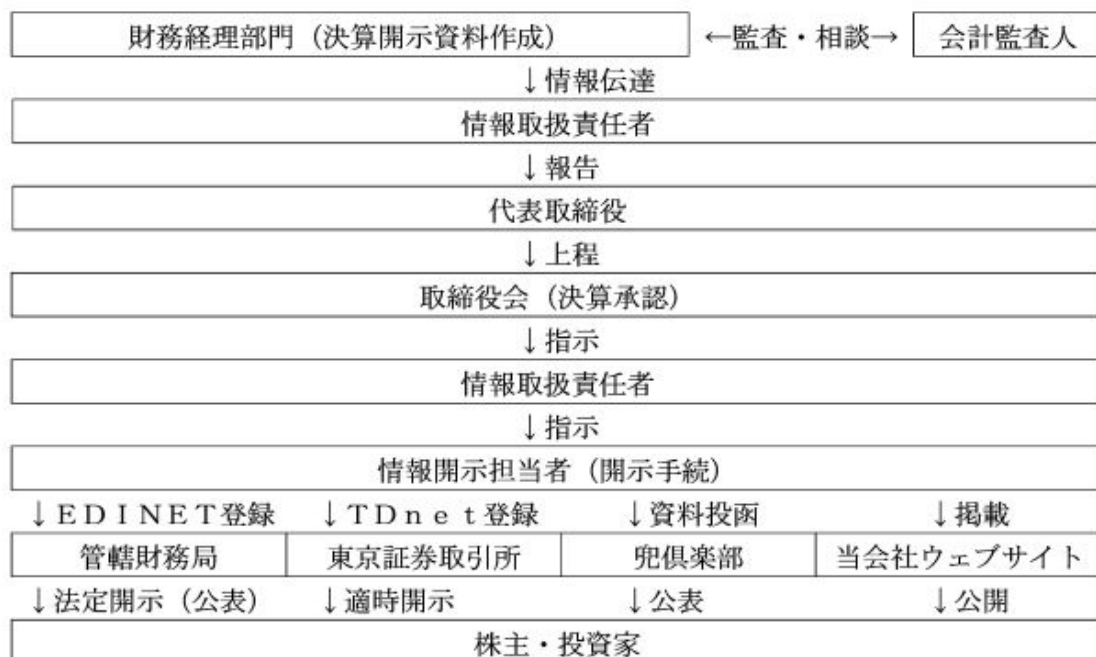 財務経理部門（決算開示資料作成） ←監査・相談→ 会計監査人
↓情報伝達
情報取扱責任者
↓報告
代表取締役
↓上程
取締役会（決算承認）
↓指示
情報取扱責任者
↓指示
情報開示担当者（開示手続）
↓ＥＤＩＮＥＴ登録 ↓ＴＤｎｅｔ登録 ↓資料投函 ↓掲載
管轄財務局 東京証券取引所 兜倶楽部 当会社ウェブサイト
↓法定開示（公表） ↓適時開示 ↓公表 ↓公開
株主・投資家